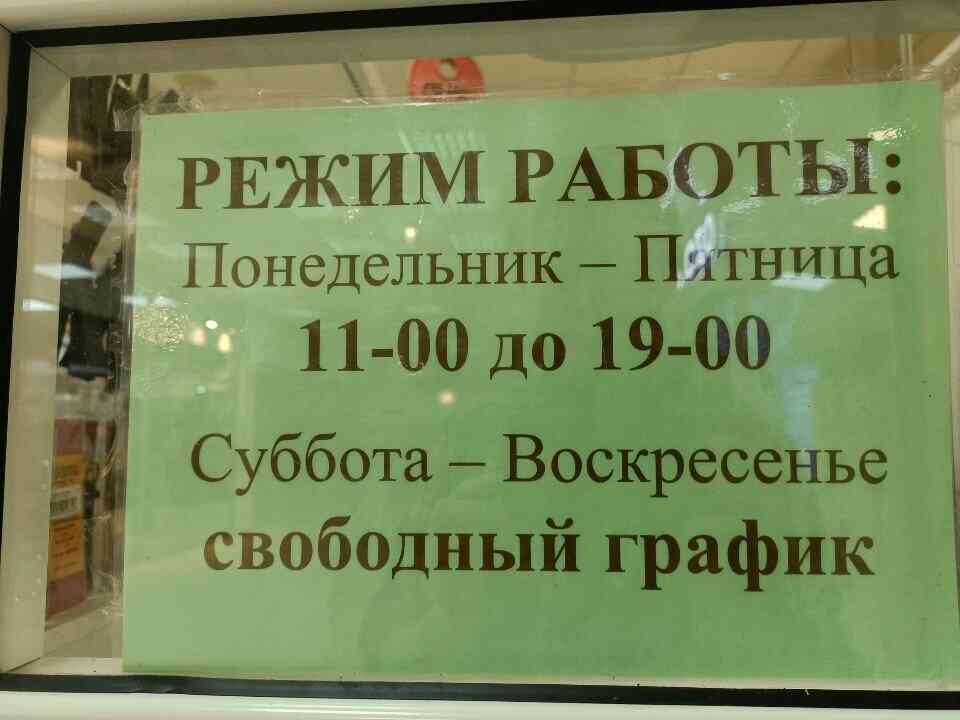 РЕЖИМ РАБОТЫ:
Понедельник – Пятница
11-00 до 19-00
Суббота – Воскресенье
свободный график